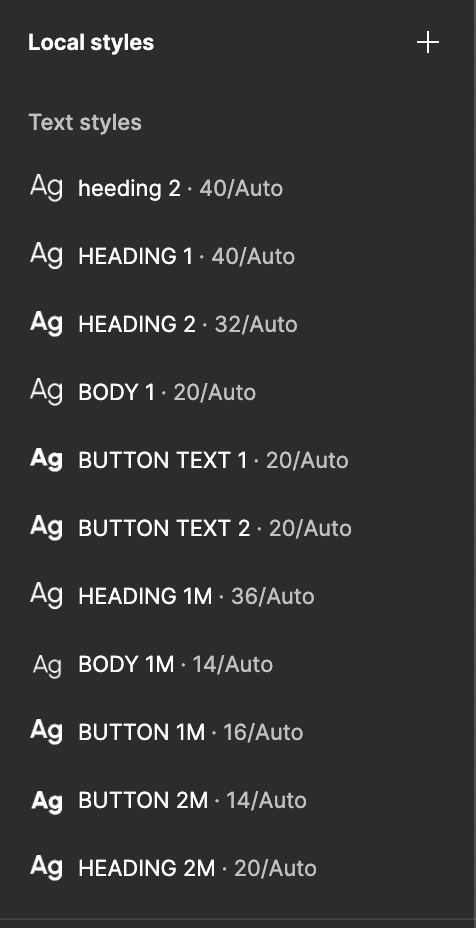 Local styles
Text styles
Ag heeding 2 · 40/Auto
Ag HEADING 1 · 40/Auto
Ag HEADING 2 · 32/Auto
Ag BODY 1 · 20/Auto
Ag BUTTON TEXT 1 · 20/Auto
Ag BUTTON TEXT 2 · 20/Auto
Ag HEADING 1M · 36/Auto
Ag BODY 1M · 14/Auto
Ag BUTTON 1M · 16/Auto
Ag BUTTON 2M · 14/Auto
Ag HEADING 2M · 20/Auto